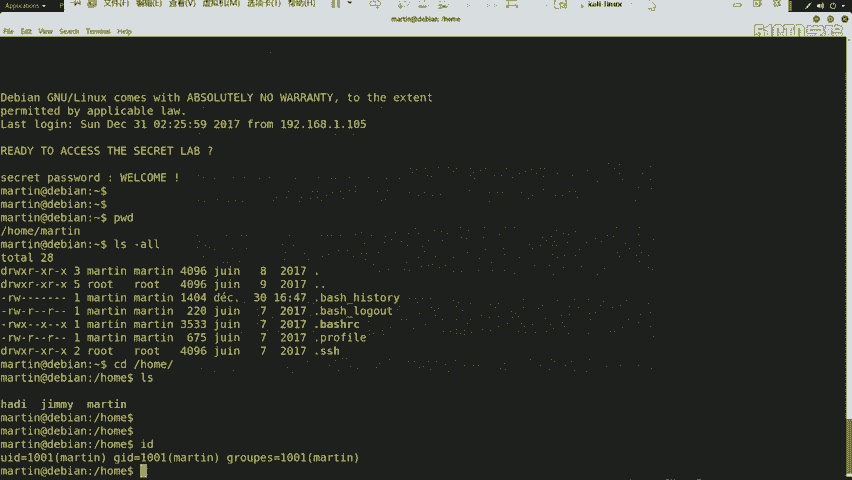 Applications
文件(F) 编辑(E) 查看(V) 虚拟机(M) 选项卡(T) 帮助(H)
kali-linux
martin@debian: /home
File Edit View Search Terminal Help
Debian GNU/Linux comes with ABSOLUTELY NO WARRANTY, to the extent
permitted by applicable law.
Last login: Sun Dec 31 02:25:59 2017 from 192.168.1.105
READY TO ACCESS THE SECRET LAB ?
secret password : WELCOME !
martin@debian:~$
martin@debian:~$
martin@debian:~$ pwd
/home/martin
martin@debian:~$ ls -all
total 28
drwxr-xr-x 3 martin martin 4096 juin 8 2017 .
drwxr-xr-x 5 root root 4096 juin 9 2017 ..
-rw------- 1 martin martin 1404 déc. 30 16:47 .bash_history
-rw-r--r-- 1 martin martin 220 juin 7 2017 .bash_logout
-rwx--x--x 1 martin martin 3533 juin 7 2017 .bashrc
-rw-r--r-- 1 martin martin 675 juin 7 2017 .profile
drwxr-xr-x 2 root root 4096 juin 7 2017 .ssh
martin@debian:~$ cd /home/
martin@debian:/home$ ls
hadi jimmy martin
martin@debian:/home$
martin@debian:/home$
martin@debian:/home$ id
uid=1001(martin) gid=1001(martin) groupes=1001(martin)
martin@debian:/home$